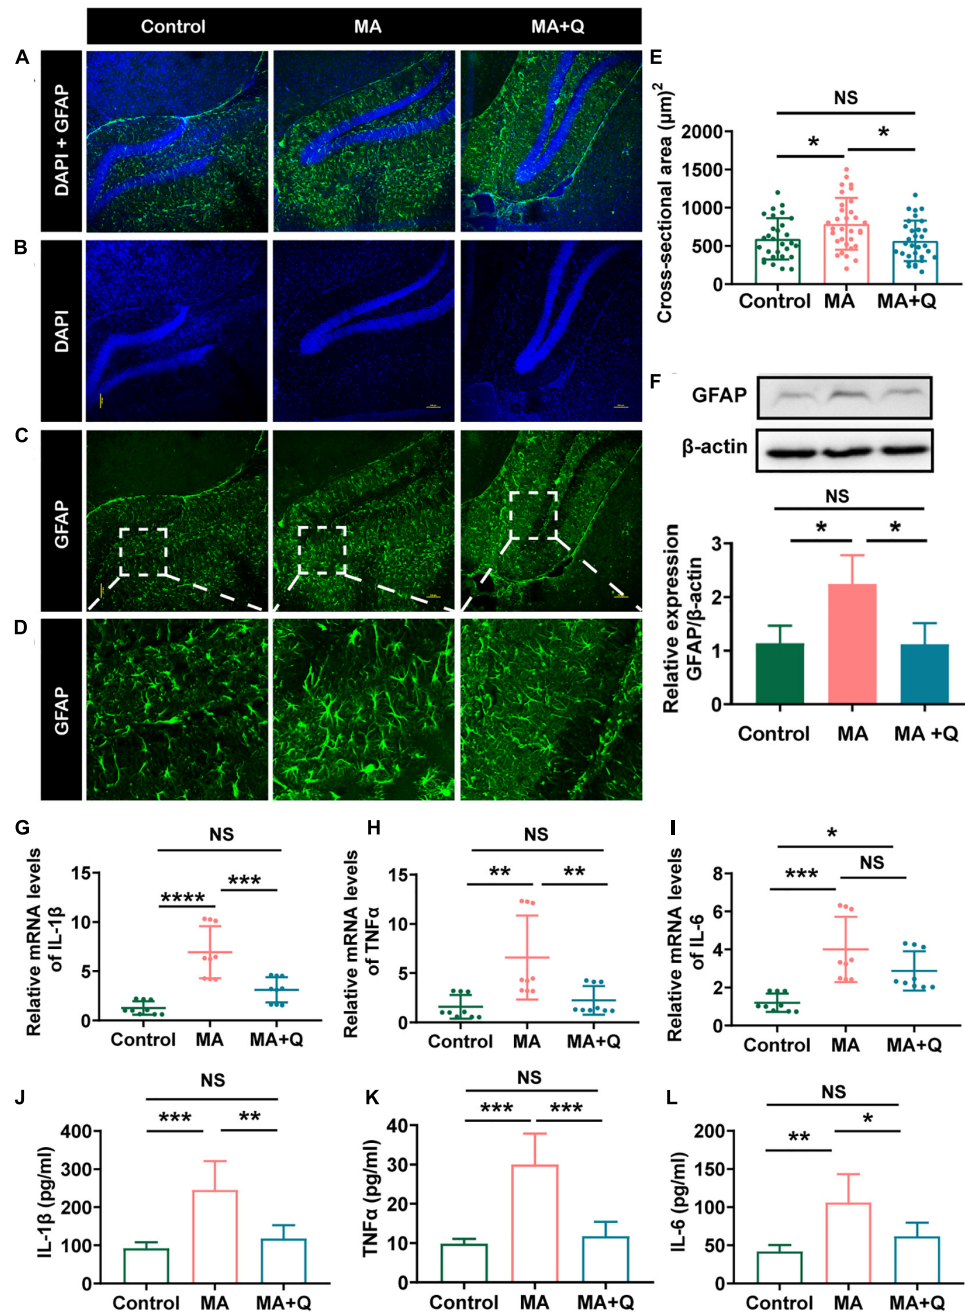 Control MA MA+Q
A
DAPI + GFAP
B
DAPI
C
GFAP
D
GFAP
E
NS
* *
Cross-sectional area (µm)²
2000
1500
1000
500
0
Control MA MA+Q
F
GFAP
β-actin
NS
* *
Relative expression
GFAP/β-actin
3
2
1
0
Control MA MA +Q
G
NS
**** ***
Relative mRNA levels
of IL-1β
15
10
5
0
Control MA MA+Q
H
NS
** **
Relative mRNA levels
of TNFα
15
10
5
0
Control MA MA+Q
I
*
*** NS
Relative mRNA levels
of IL-6
8
6
4
2
0
Control MA MA+Q
J
NS
*** **
IL-1β (pg/ml)
400
300
200
100
0
Control MA MA+Q
K
NS
*** ***
TNFα (pg/ml)
40
30
20
10
0
Control MA MA+Q
L
NS
** *
IL-6 (pg/ml)
200
150
100
50
0
Control MA MA+Q